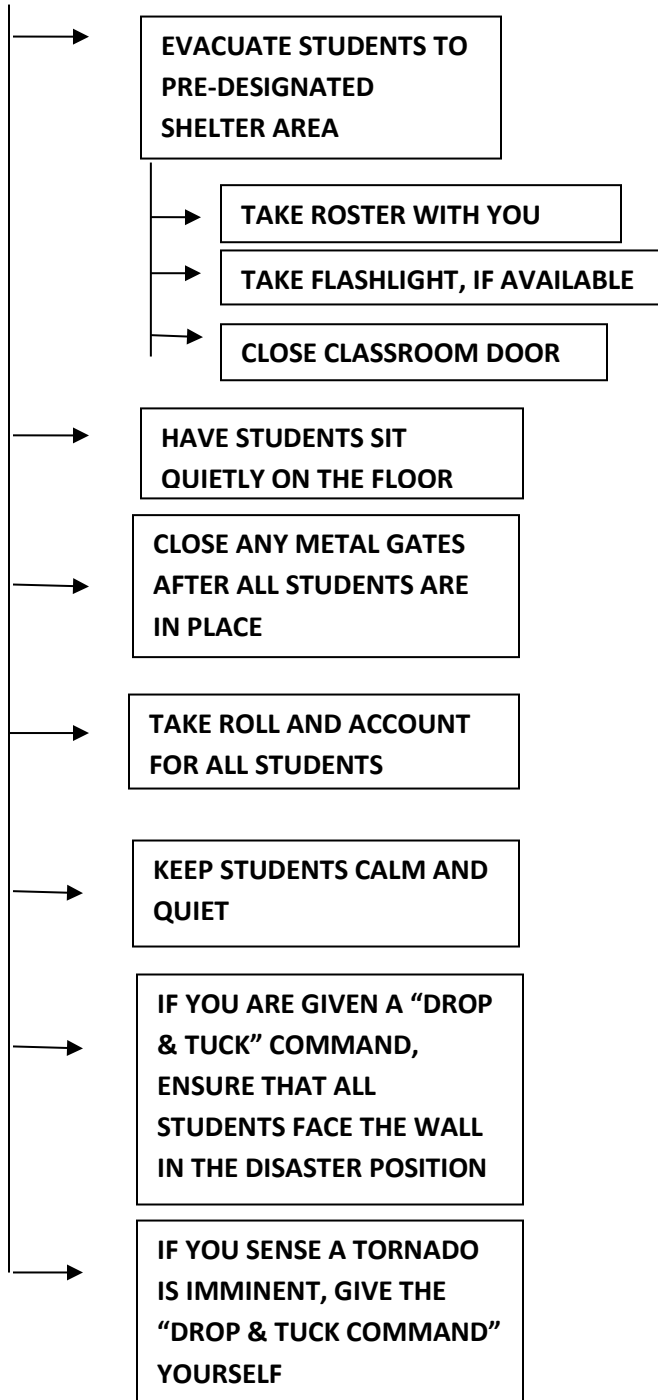 EVACUATE STUDENTS TO
PRE-DESIGNATED
SHELTER AREA
TAKE ROSTER WITH YOU
TAKE FLASHLIGHT, IF AVAILABLE
CLOSE CLASSROOM DOOR
HAVE STUDENTS SIT
QUIETLY ON THE FLOOR
CLOSE ANY METAL GATES
AFTER ALL STUDENTS ARE
IN PLACE
TAKE ROLL AND ACCOUNT
FOR ALL STUDENTS
KEEP STUDENTS CALM AND
QUIET
IF YOU ARE GIVEN A “DROP
& TUCK” COMMAND,
ENSURE THAT ALL
STUDENTS FACE THE WALL
IN THE DISASTER POSITION
IF YOU SENSE A TORNADO
IS IMMINENT, GIVE THE
“DROP & TUCK COMMAND”
YOURSELF